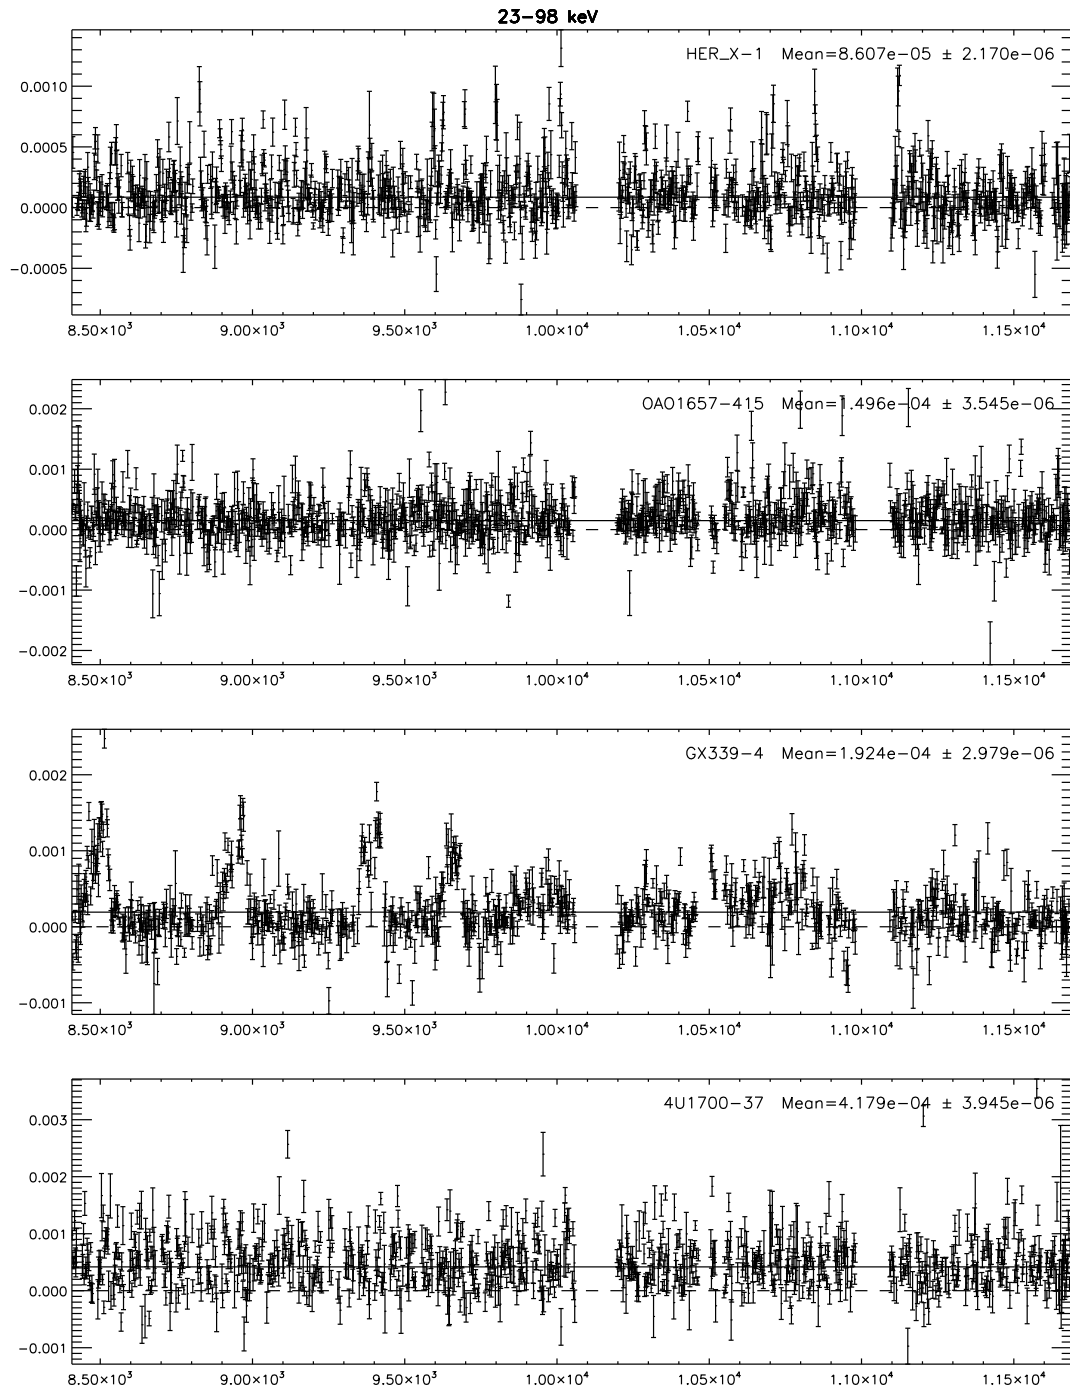 23-98 keV
HER_X-1 Mean=8.607e-05 ± 2.170e-06
0.0010
0.0005
0.0000
-0.0005
8.50×10³ 9.00×10³ 9.50×10³ 1.00×10⁴ 1.05×10⁴ 1.10×10⁴ 1.15×10⁴
OAO1657-415 Mean=1.496e-04 ± 3.545e-06
0.002
0.001
0.000
-0.001
-0.002
8.50×10³ 9.00×10³ 9.50×10³ 1.00×10⁴ 1.05×10⁴ 1.10×10⁴ 1.15×10⁴
GX339-4 Mean=1.924e-04 ± 2.979e-06
0.002
0.001
0.000
-0.001
8.50×10³ 9.00×10³ 9.50×10³ 1.00×10⁴ 1.05×10⁴ 1.10×10⁴ 1.15×10⁴
4U1700-37 Mean=4.179e-04 ± 3.945e-06
0.003
0.002
0.001
0.000
-0.001
8.50×10³ 9.00×10³ 9.50×10³ 1.00×10⁴ 1.05×10⁴ 1.10×10⁴ 1.15×10⁴